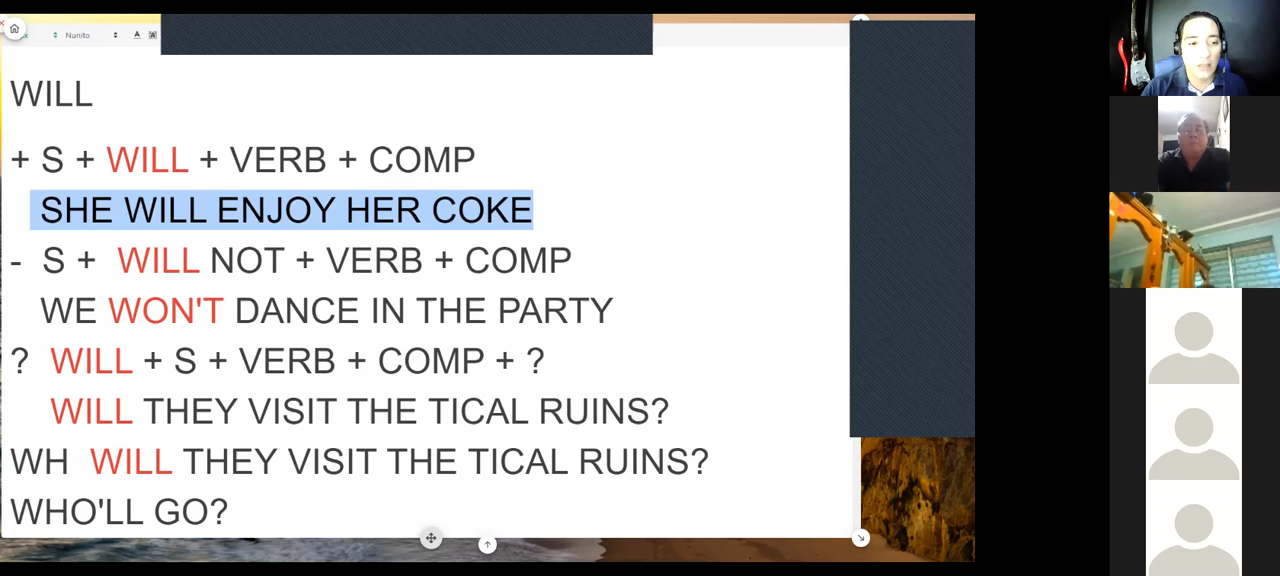 Nunito
WILL
+ S + WILL + VERB + COMP
SHE WILL ENJOY HER COKE
- S + WILL NOT + VERB + COMP
WE WON'T DANCE IN THE PARTY
? WILL + S + VERB + COMP + ?
WILL THEY VISIT THE TICAL RUINS?
WH WILL THEY VISIT THE TICAL RUINS?
WHO'LL GO?